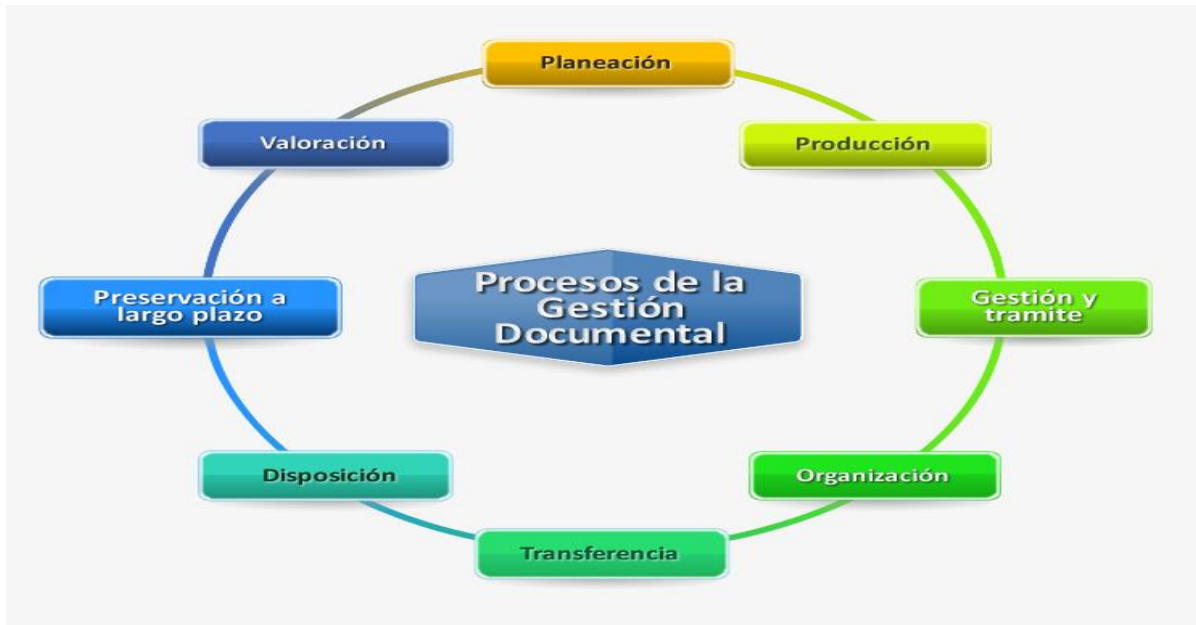 Planeación
Producción
Gestión y
tramite
Organización
Transferencia
Disposición
Preservación a
largo plazo
Valoración
Procesos de la
Gestión
Documental